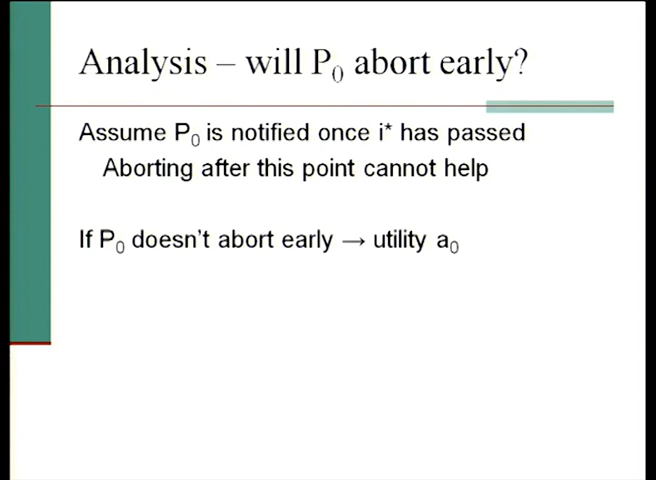 Analysis – will P0 abort early?
Assume P0 is notified once i* has passed
Aborting after this point cannot help
If P0 doesn't abort early → utility a0